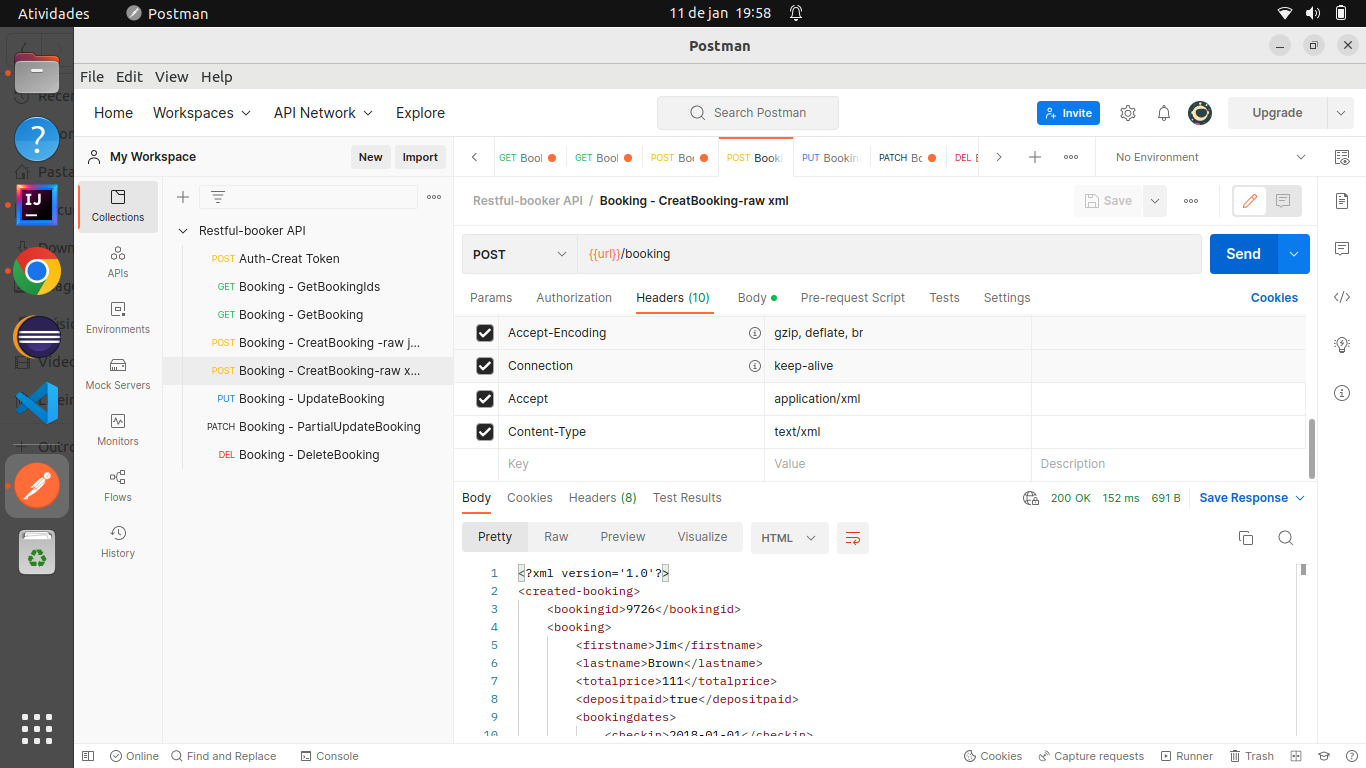 Atividades
Postman
11 de jan 19:58
Postman
File Edit View Help
Home Workspaces API Network Explore
Search Postman
Invite
Upgrade
My Workspace
New
Import
GET Bool
GET Bool
POST Boo
POST Booki
PUT Bookin
PATCH Bo
DEL E
No Environment
Collections
APIs
Environments
Mock Servers
Monitors
Flows
History
Restful-booker API
POST Auth-Creat Token
GET Booking - GetBookingIds
GET Booking - GetBooking
POST Booking - CreatBooking -raw j...
POST Booking - CreatBooking-raw x...
PUT Booking - UpdateBooking
PATCH Booking - PartialUpdateBooking
DEL Booking - DeleteBooking
Restful-booker API / Booking - CreatBooking-raw xml
Save
POST
{{url}}/booking
Send
Params Authorization Headers (10) Body Pre-request Script Tests Settings
Cookies
Accept-Encoding gzip, deflate, br
Connection keep-alive
Accept application/xml
Content-Type text/xml
Key Value Description
Body Cookies Headers (8) Test Results
200 OK 152 ms 691 B Save Response
Pretty Raw Preview Visualize HTML
1 <?xml version='1.0'?>
2 <created-booking>
3 <bookingid>9726</bookingid>
4 <booking>
5 <firstname>Jim</firstname>
6 <lastname>Brown</lastname>
7 <totalprice>111</totalprice>
8 <depositpaid>true</depositpaid>
9 <bookingdates>
10 <checkin>2018-01-01</checkin>
Online Find and Replace Console
Cookies Capture requests Runner Trash